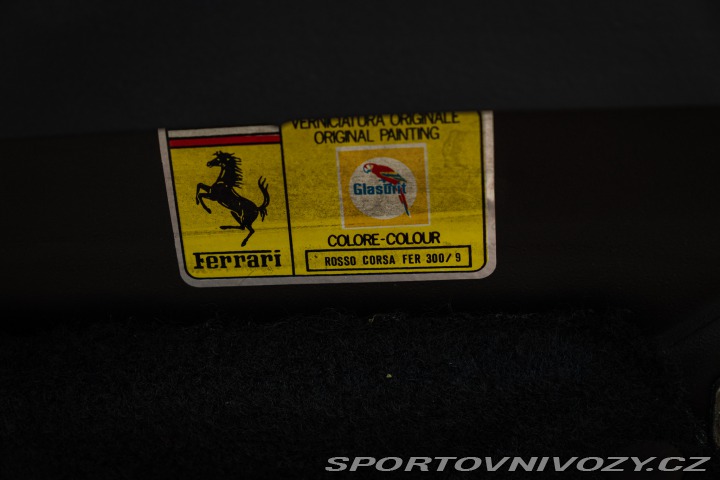 VERNICIATURA ORIGINALE
ORIGINAL PAINTING
Glasurit
COLORE-COLOUR
ROSSO CORSA FER 300/9
Ferrari
SPORTOVNIVOZY.CZ